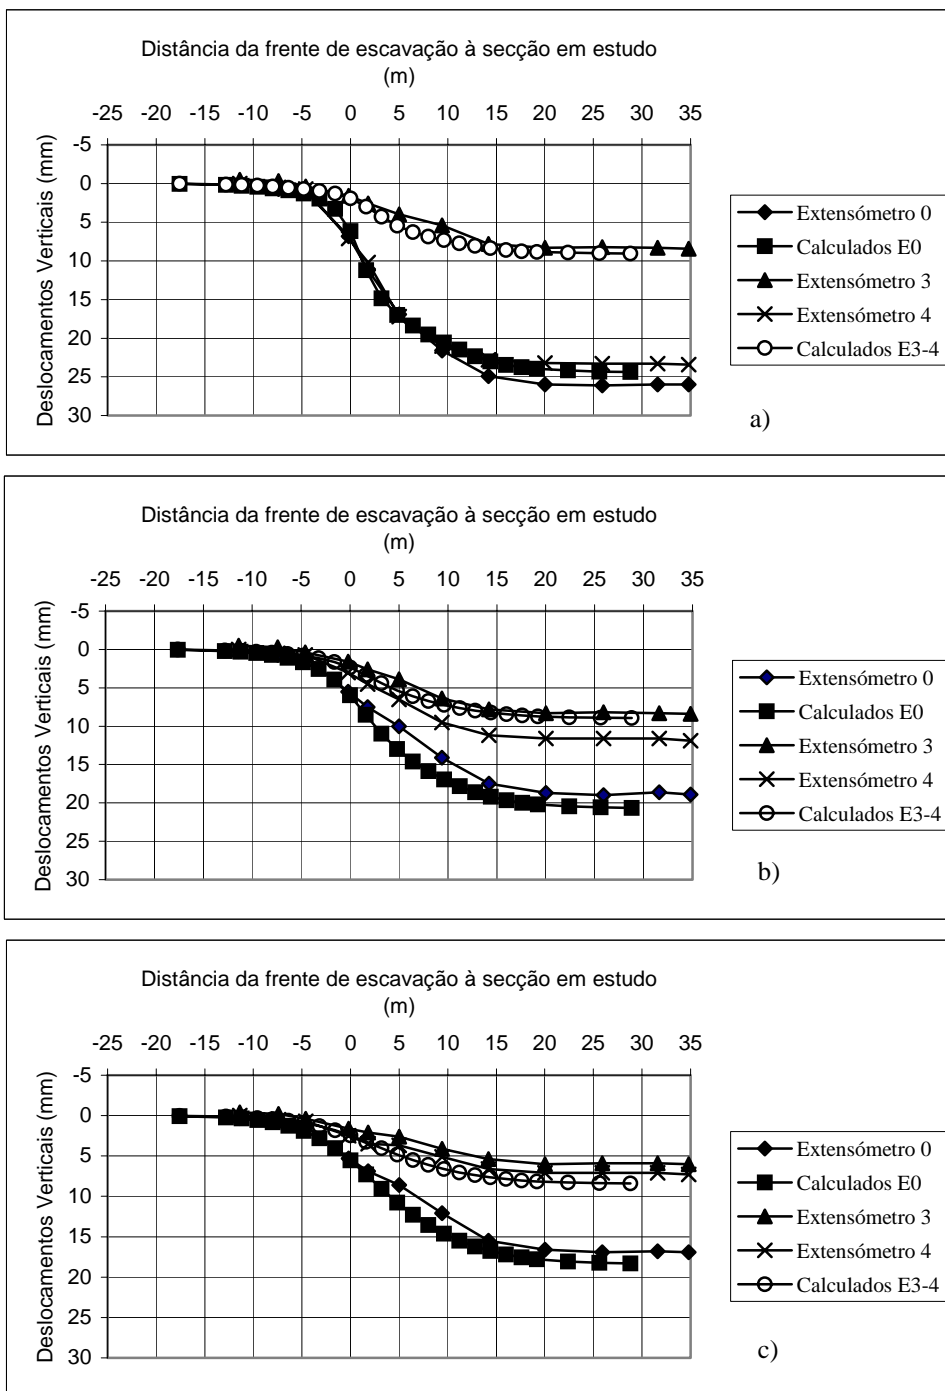 Distância da frente de escavação à secção em estudo
(m)
-25 -20 -15 -10 -5 0 5 10 15 20 25 30 35
Deslocamentos Verticais (mm)
-5
0
5
10
15
20
25
30
Extensómetro 0
Calculados E0
Extensómetro 3
Extensómetro 4
Calculados E3-4
a)
Distância da frente de escavação à secção em estudo
(m)
-25 -20 -15 -10 -5 0 5 10 15 20 25 30 35
Deslocamentos Verticais (mm)
-5
0
5
10
15
20
25
30
Extensómetro 0
Calculados E0
Extensómetro 3
Extensómetro 4
Calculados E3-4
b)
Distância da frente de escavação à secção em estudo
(m)
-25 -20 -15 -10 -5 0 5 10 15 20 25 30 35
Deslocamentos Verticais (mm)
-5
0
5
10
15
20
25
30
Extensómetro 0
Calculados E0
Extensómetro 3
Extensómetro 4
Calculados E3-4
c)